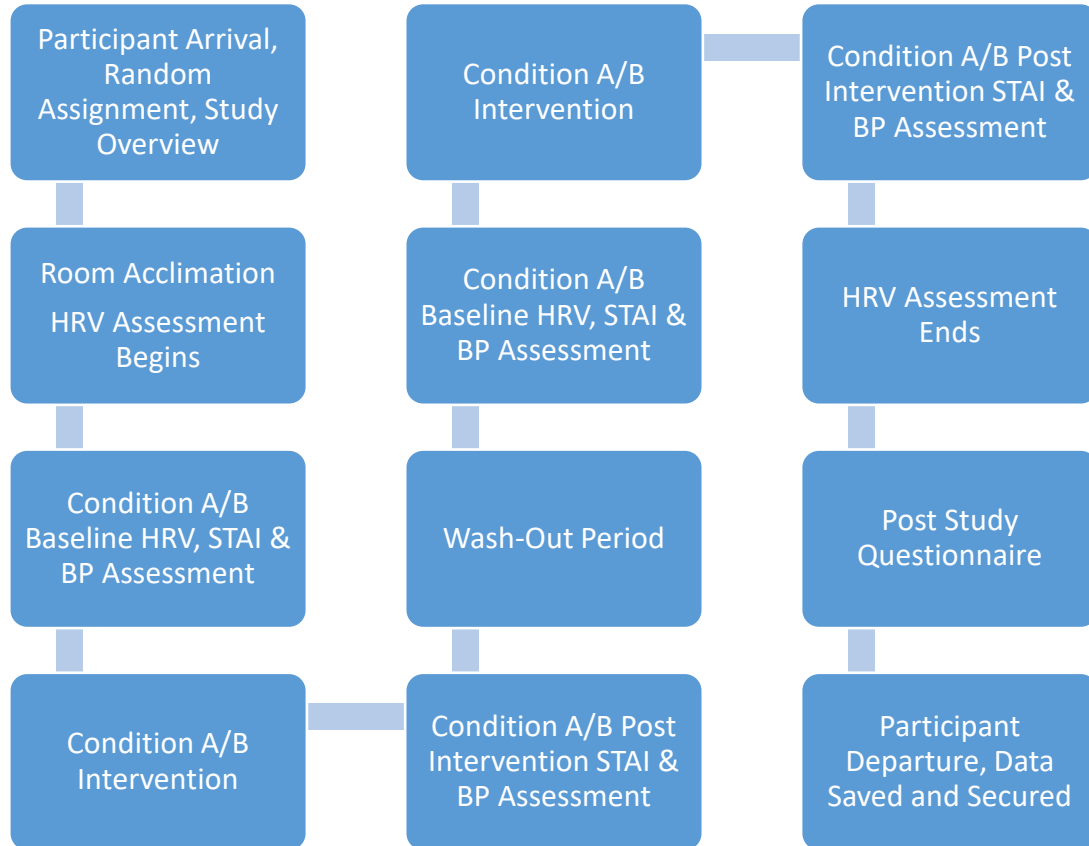 Participant Arrival,
Random
Assignment, Study
Overview
Room Acclimation
HRV Assessment
Begins
Condition A/B
Baseline HRV, STAI &
BP Assessment
Condition A/B
Intervention
Condition A/B Post
Intervention STAI &
BP Assessment
Wash-Out Period
Condition A/B
Baseline HRV, STAI &
BP Assessment
Condition A/B
Intervention
Condition A/B Post
Intervention STAI &
BP Assessment
HRV Assessment
Ends
Post Study
Questionnaire
Participant
Departure, Data
Saved and Secured